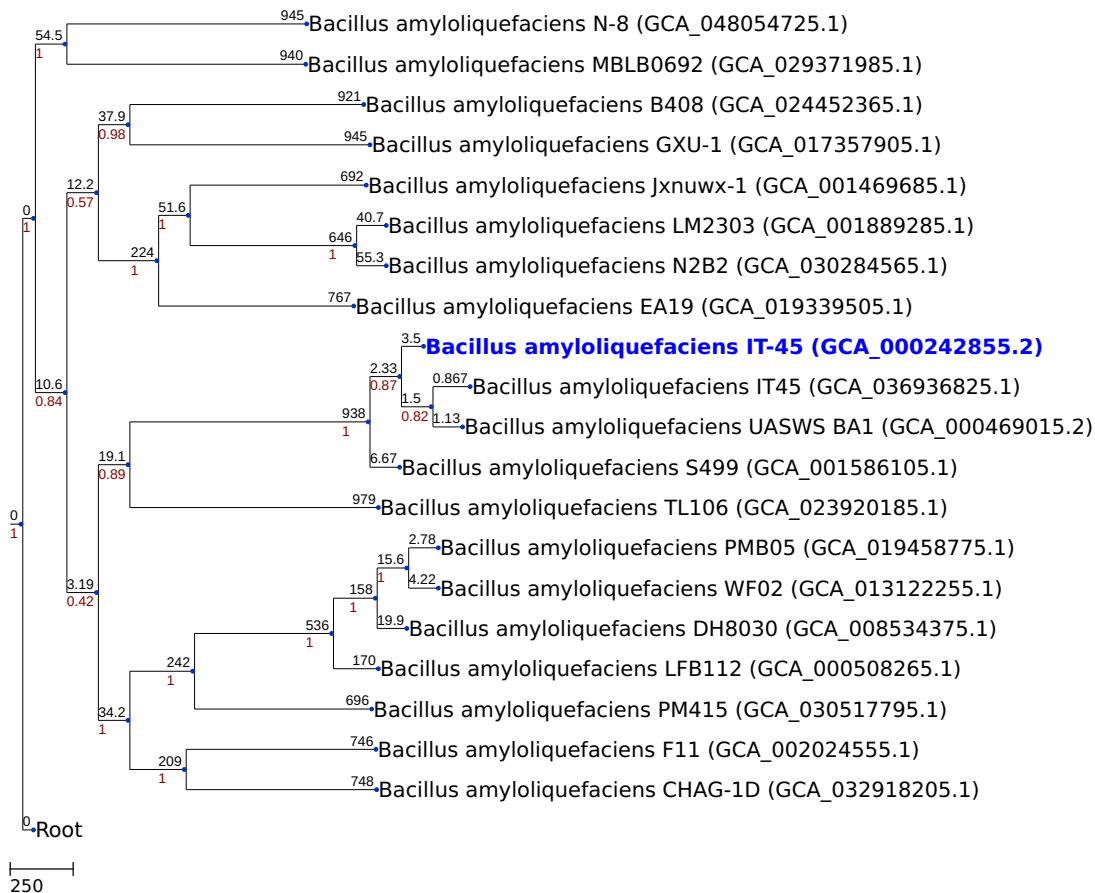 945 Bacillus amyloliquefaciens N-8 (GCA_048054725.1)
54.5
1
940 Bacillus amyloliquefaciens MBLB0692 (GCA_029371985.1)
921 Bacillus amyloliquefaciens B408 (GCA_024452365.1)
37.9
0.98
945 Bacillus amyloliquefaciens GXU-1 (GCA_017357905.1)
12.2
0.57
692 Bacillus amyloliquefaciens Jxnuwx-1 (GCA_001469685.1)
0
1
51.6
1
40.7 Bacillus amyloliquefaciens LM2303 (GCA_001889285.1)
646
1
224
1
55.3 Bacillus amyloliquefaciens N2B2 (GCA_030284565.1)
767 Bacillus amyloliquefaciens EA19 (GCA_019339505.1)
3.5 Bacillus amyloliquefaciens IT-45 (GCA_000242855.2)
2.33
0.87
10.6
0.84
0.867 Bacillus amyloliquefaciens IT45 (GCA_036936825.1)
1.5
0.82
938
1
1.13 Bacillus amyloliquefaciens UASWS BA1 (GCA_000469015.2)
19.1
0.89
6.67 Bacillus amyloliquefaciens S499 (GCA_001586105.1)
979 Bacillus amyloliquefaciens TL106 (GCA_023920185.1)
0
1
2.78 Bacillus amyloliquefaciens PMB05 (GCA_019458775.1)
15.6
1
4.22 Bacillus amyloliquefaciens WF02 (GCA_013122255.1)
3.19
0.42
158
1
19.9 Bacillus amyloliquefaciens DH8030 (GCA_008534375.1)
536
1
242
1
170 Bacillus amyloliquefaciens LFB112 (GCA_000508265.1)
696 Bacillus amyloliquefaciens PM415 (GCA_030517795.1)
34.2
1
746 Bacillus amyloliquefaciens F11 (GCA_002024555.1)
209
1
748 Bacillus amyloliquefaciens CHAG-1D (GCA_032918205.1)
0 Root
250